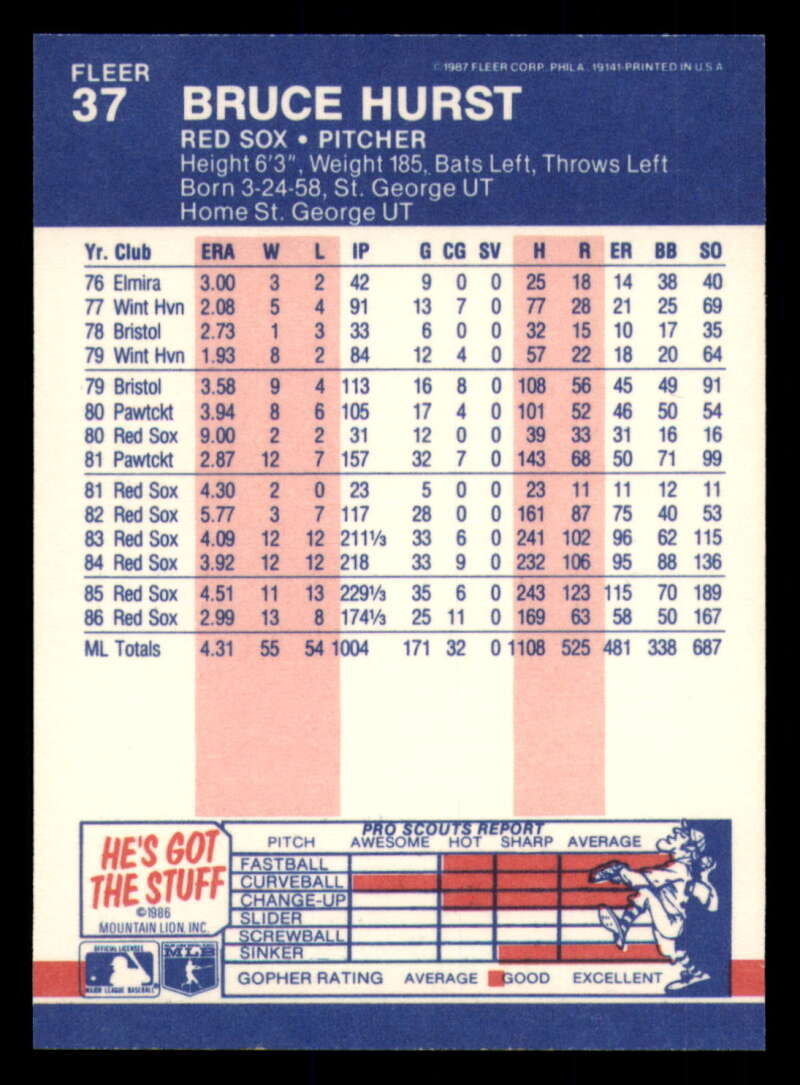 FLEER
©1987 FLEER CORP. PHILA. 19141-PRINTED IN U.S.A
37 BRUCE HURST
RED SOX • PITCHER
Height 6'3", Weight 185, Bats Left, Throws Left
Born 3-24-58, St. George UT
Home St. George UT
Yr. Club ERA W L IP G CG SV H R ER BB SO
76 Elmira 3.00 3 2 42 9 0 0 25 18 14 38 40
77 Wint Hvn 2.08 5 4 91 13 7 0 77 28 21 25 69
78 Bristol 2.73 1 3 33 6 0 0 32 15 10 17 35
79 Wint Hvn 1.93 8 2 84 12 4 0 57 22 18 20 64
79 Bristol 3.58 9 4 113 16 8 0 108 56 45 49 91
80 Pawtckt 3.94 8 6 105 17 4 0 101 52 46 50 54
80 Red Sox 9.00 2 2 31 12 0 0 39 33 31 16 16
81 Pawtckt 2.87 12 7 157 32 7 0 143 68 50 71 99
81 Red Sox 4.30 2 0 23 5 0 0 23 11 11 12 11
82 Red Sox 5.77 3 7 117 28 0 0 161 87 75 40 53
83 Red Sox 4.09 12 12 211⅓ 33 6 0 241 102 96 62 115
84 Red Sox 3.92 12 12 218 33 9 0 232 106 95 88 136
85 Red Sox 4.51 11 13 229⅓ 35 6 0 243 123 115 70 189
86 Red Sox 2.99 13 8 174⅓ 25 11 0 169 63 58 50 167
ML Totals 4.31 55 54 1004 171 32 0 1108 525 481 338 687
HE'S GOT
THE STUFF
©1986
MOUNTAIN LION, INC.
OFFICIAL LICENSEE
MAJOR LEAGUE BASEBALL
MLB
PRO SCOUTS REPORT
PITCH AWESOME HOT SHARP AVERAGE
FASTBALL
CURVEBALL
CHANGE-UP
SLIDER
SCREWBALL
SINKER
GOPHER RATING AVERAGE GOOD EXCELLENT